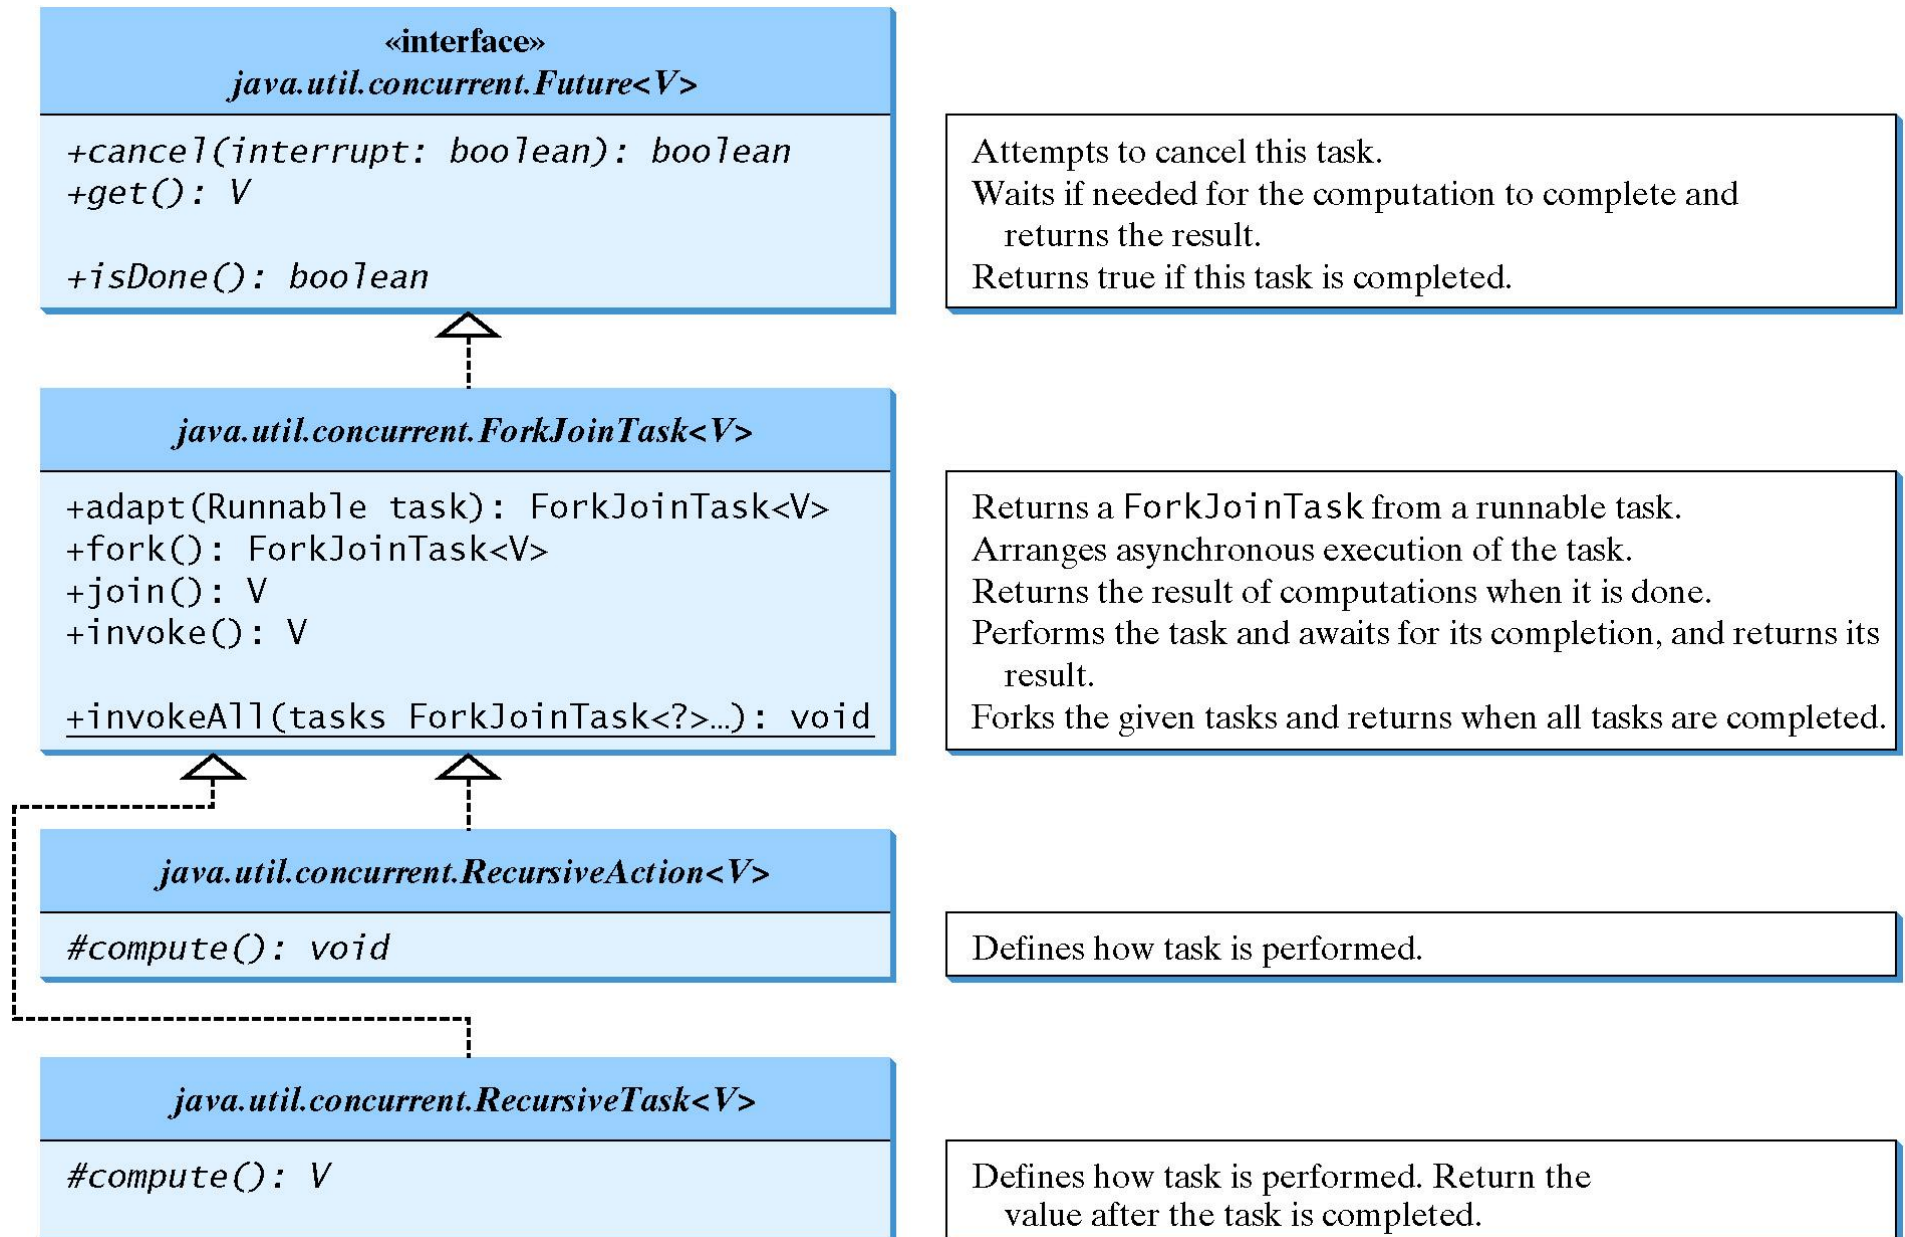 «interface»
java.util.concurrent.Future<V>
+cancel(interrupt: boolean): boolean
+get(): V
+isDone(): boolean
Attempts to cancel this task.
Waits if needed for the computation to complete and
returns the result.
Returns true if this task is completed.
java.util.concurrent.ForkJoinTask<V>
+adapt(Runnable task): ForkJoinTask<V>
+fork(): ForkJoinTask<V>
+join(): V
+invoke(): V
+invokeAll(tasks ForkJoinTask<?>…): void
Returns a ForkJoinTask from a runnable task.
Arranges asynchronous execution of the task.
Returns the result of computations when it is done.
Performs the task and awaits for its completion, and returns its
result.
Forks the given tasks and returns when all tasks are completed.
java.util.concurrent.RecursiveAction<V>
#compute(): void
Defines how task is performed.
java.util.concurrent.RecursiveTask<V>
#compute(): V
Defines how task is performed. Return the
value after the task is completed.